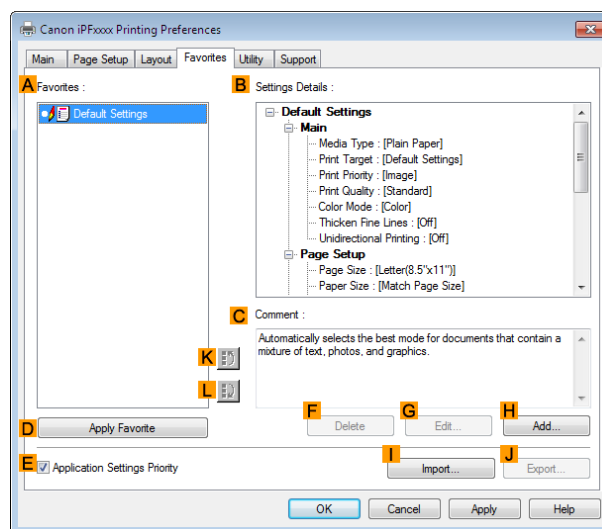 Canon iPFxxxx Printing Preferences
Main Page Setup Layout Favorites Utility Support
A Favorites :
Default Settings
B Settings Details :
Default Settings
Main
Media Type : [Plain Paper]
Print Target : [Default Settings]
Print Priority : [Image]
Print Quality : [Standard]
Color Mode : [Color]
Thicken Fine Lines : [Off]
Unidirectional Printing : [Off]
Page Setup
Page Size : [Letter(8.5"x11")]
Paper Size : [Match Page Size]
C Comment :
Automatically selects the best mode for documents that contain a
mixture of text, photos, and graphics.
K
L
D Apply Favorite
F Delete
G Edit...
H Add...
E Application Settings Priority
I Import...
J Export...
OK Cancel Apply Help